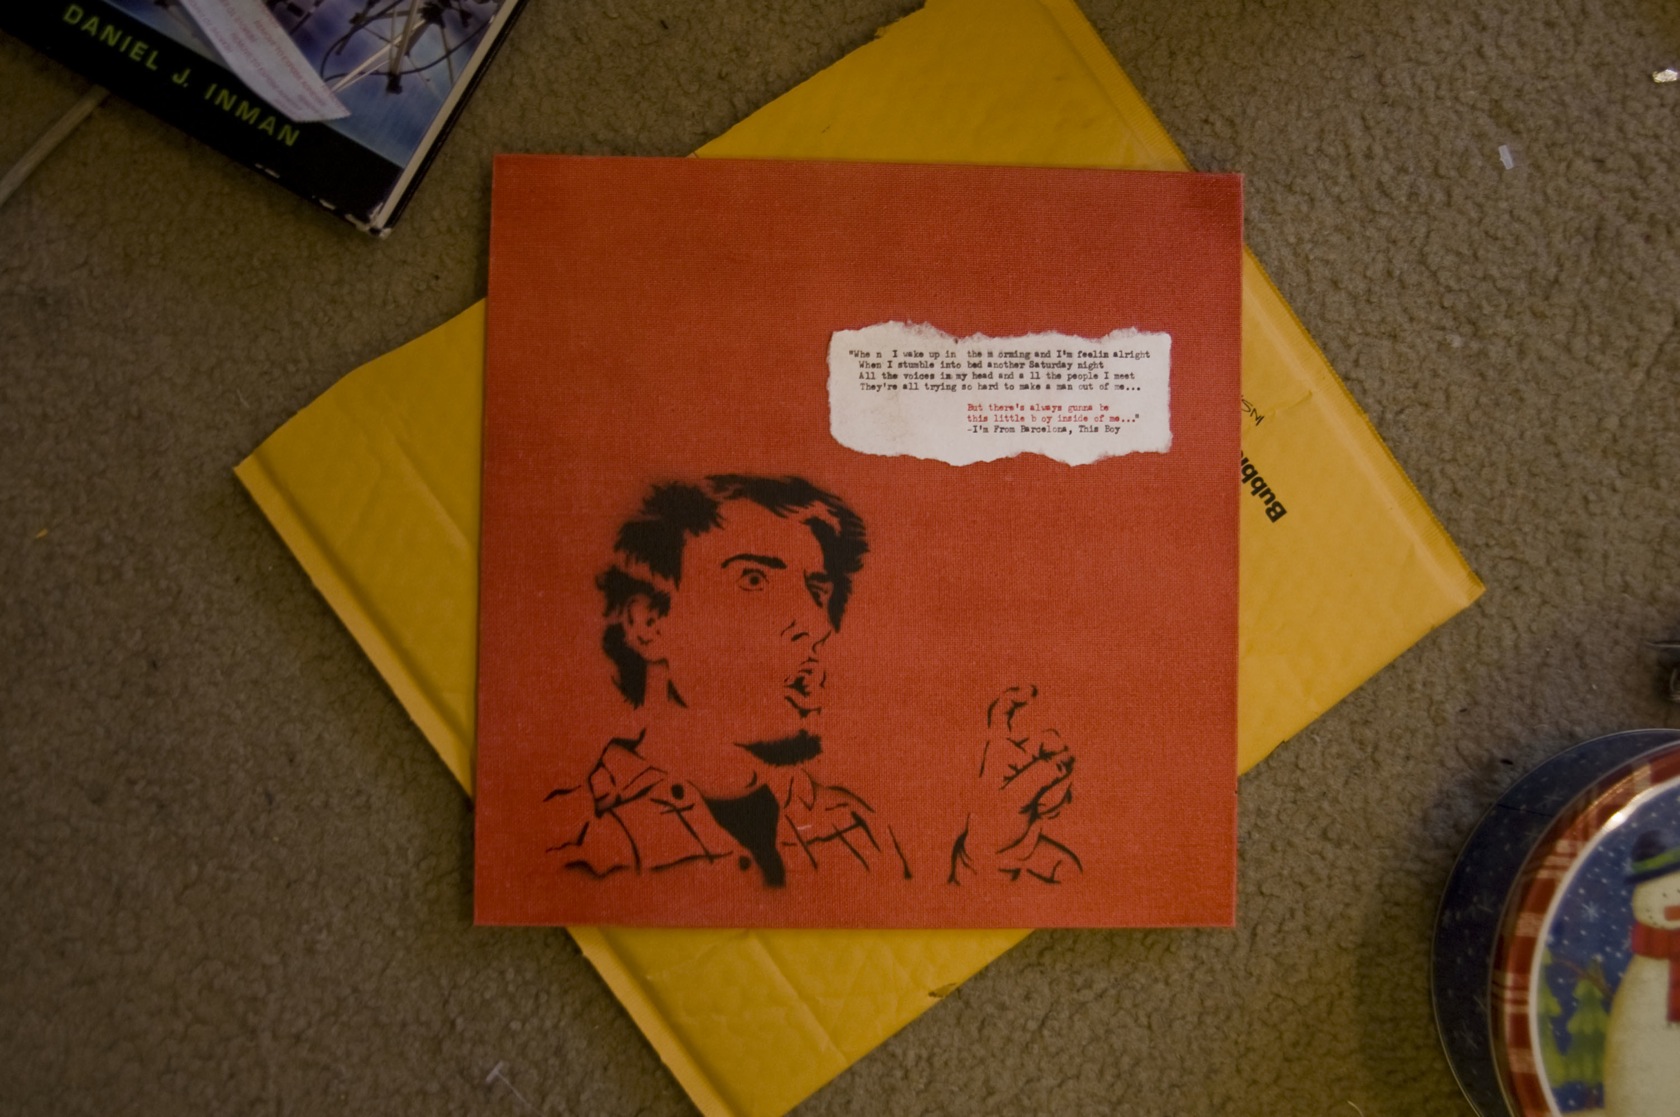 DANIEL J. INMAN
"Whe n I wake up in the m orning and I'm feelin alright
When I stumble into bed another Saturday night
All the voices in my head and a ll the people I meet
They're all trying so hard to make a man out of me...
But there's always gunna be
this little b oy inside of me..."
-I'm From Barcelona, This Boy
Bubbl